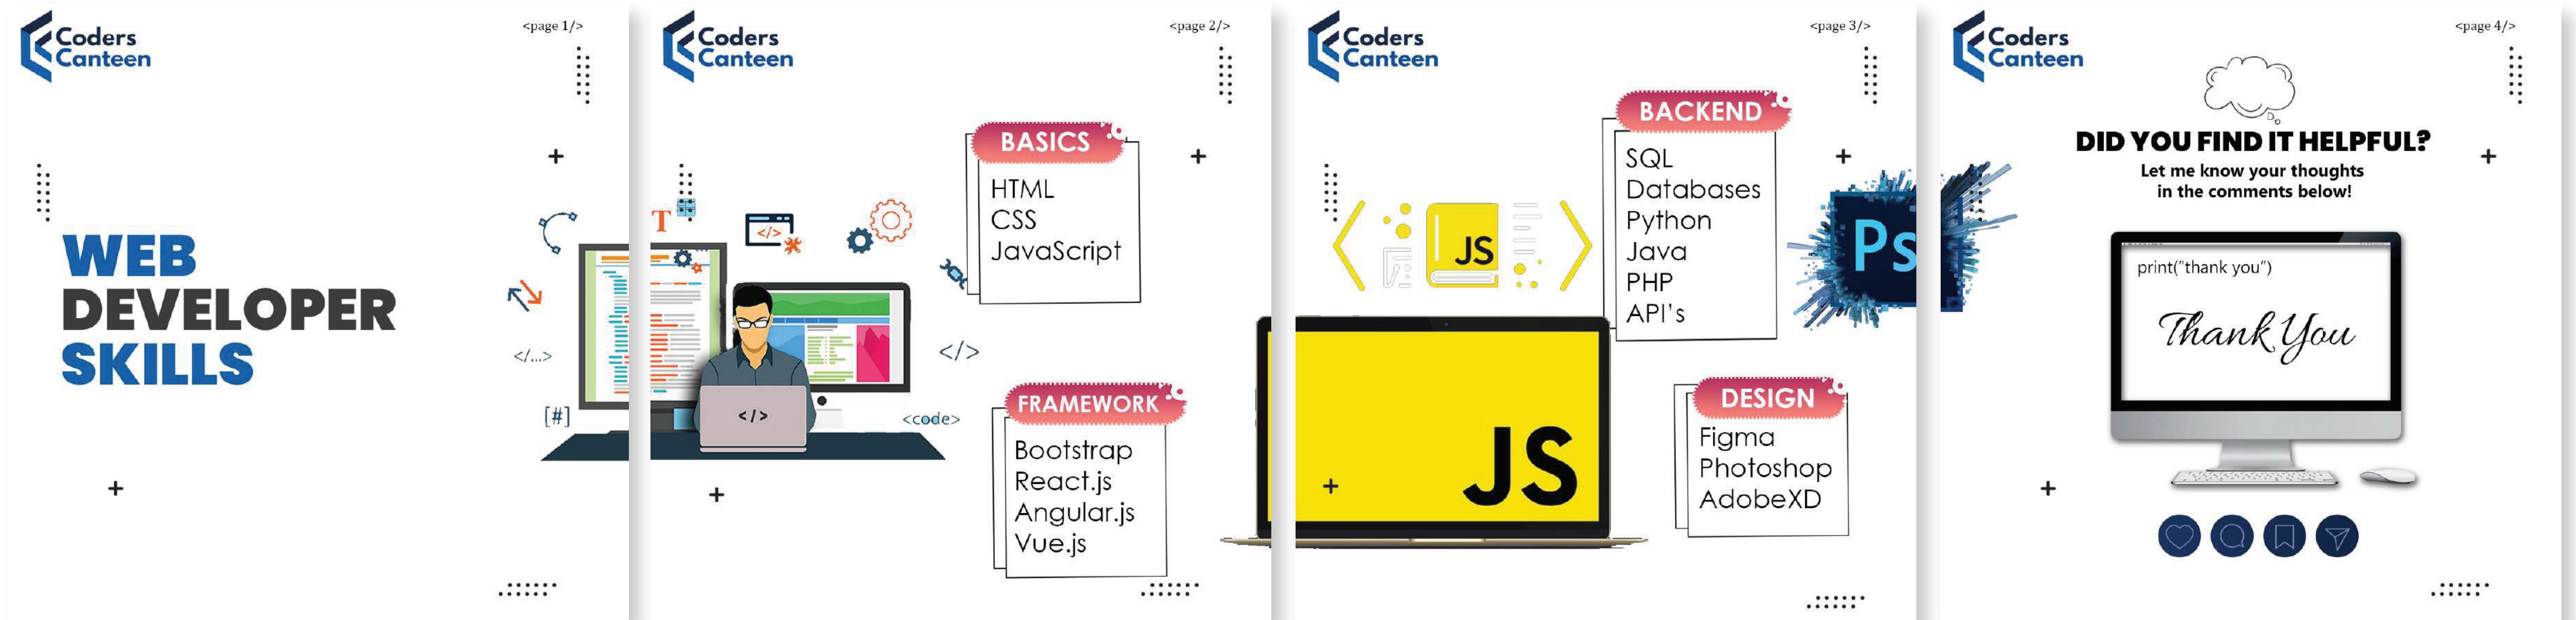 Coders
Canteen
<page 1/>
WEB
DEVELOPER
SKILLS
</...>
[#]
Coders
Canteen
<page 2/>
T
</>
BASICS
HTML
CSS
JavaScript
</>
</>
<code>
FRAMEWORK
Bootstrap
React.js
Angular.js
Vue.js
Coders
Canteen
<page 3/>
JS
JS
BACKEND
SQL
Databases
Python
Java
PHP
API's
Ps
DESIGN
Figma
Photoshop
AdobeXD
Coders
Canteen
<page 4/>
DID YOU FIND IT HELPFUL?
Let me know your thoughts
in the comments below!
print("thank you")
Thank You